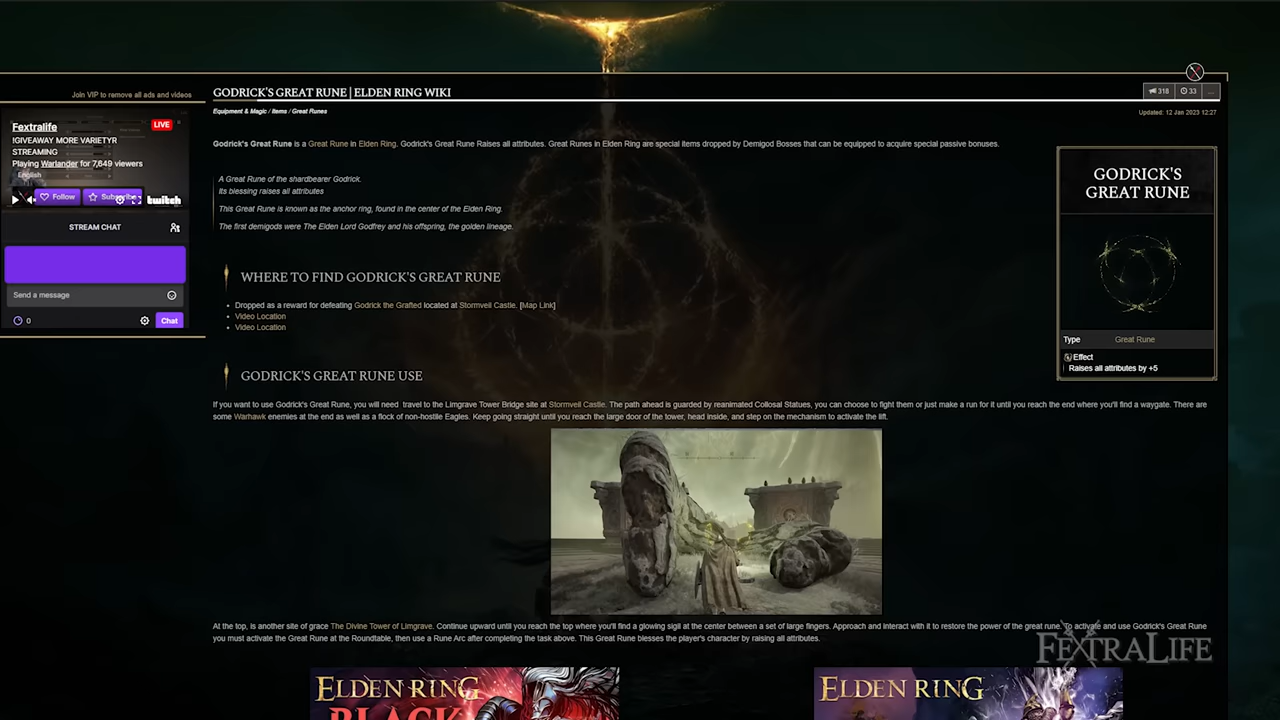 Join VIP to remove all ads and videos
Fextralife
LIVE
!GIVEAWAY MORE VARIETYR
STREAMING
Playing Warlander for 7,649 viewers
English
Follow
Subscribe
twitch
STREAM CHAT
Send a message
0
Chat
GODRICK'S GREAT RUNE | ELDEN RING WIKI
318
33
...
Equipment & Magic / Items / Great Runes
Updated: 12 Jan 2023 12:27
Godrick's Great Rune is a Great Rune in Elden Ring. Godrick's Great Rune Raises all attributes. Great Runes in Elden Ring are special items dropped by Demigod Bosses that can be equipped to acquire special passive bonuses.
A Great Rune of the shardbearer Godrick.
Its blessing raises all attributes
This Great Rune is known as the anchor ring, found in the center of the Elden Ring.
The first demigods were The Elden Lord Godfrey and his offspring, the golden lineage.
GODRICK'S
GREAT RUNE
Type Great Rune
Effect
Raises all attributes by +5
WHERE TO FIND GODRICK'S GREAT RUNE
• Dropped as a reward for defeating Godrick the Grafted located at Stormveil Castle. [Map Link]
• Video Location
• Video Location
GODRICK'S GREAT RUNE USE
If you want to use Godrick's Great Rune, you will need travel to the Limgrave Tower Bridge site at Stormveil Castle. The path ahead is guarded by reanimated Collosal Statues, you can choose to fight them or just make a run for it until you reach the end where you'll find a waygate. There are
some Warhawk enemies at the end as well as a flock of non-hostile Eagles. Keep going straight until you reach the large door of the tower, head inside, and step on the mechanism to activate the lift.
At the top, is another site of grace The Divine Tower of Limgrave. Continue upward until you reach the top where you'll find a glowing sigil at the center between a set of large fingers. Approach and interact with it to restore the power of the great rune. To activate and use Godrick's Great Rune
you must activate the Great Rune at the Roundtable, then use a Rune Arc after completing the task above. This Great Rune blesses the player's character by raising all attributes.
FEXTRALIFE
ELDEN RING
BLACK
ELDEN RING